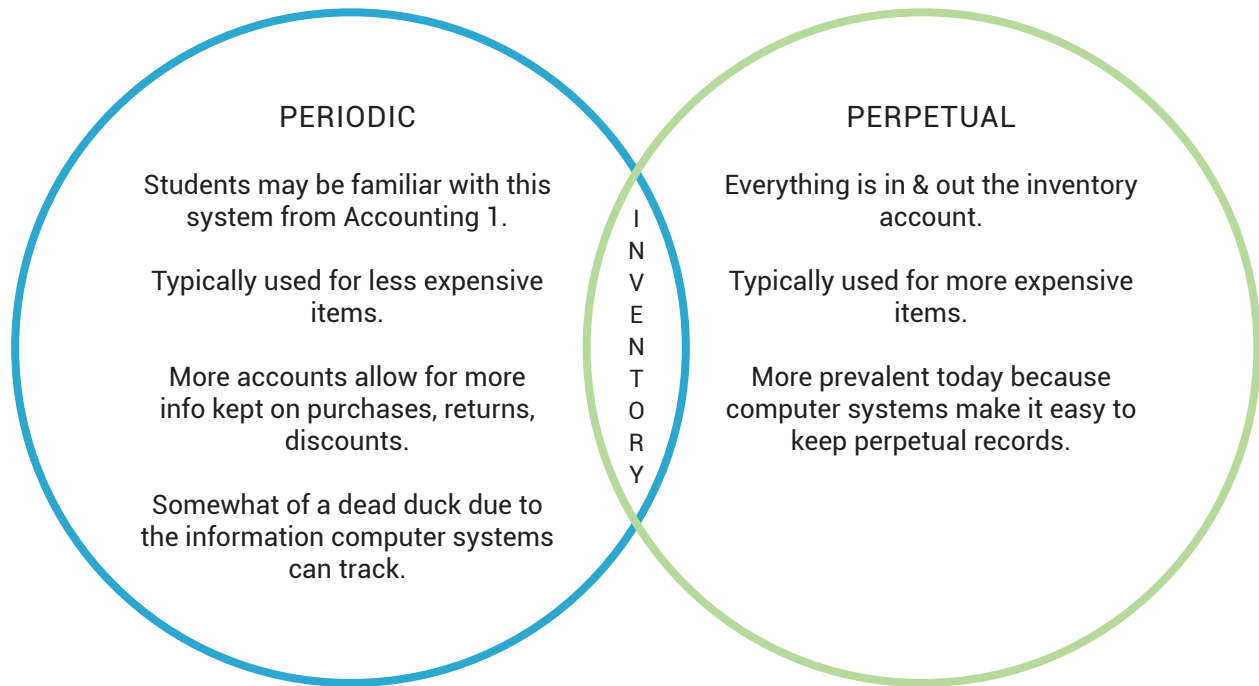 PERIODIC
Students may be familiar with this
system from Accounting 1.
Typically used for less expensive
items.
More accounts allow for more
info kept on purchases, returns,
discounts.
Somewhat of a dead duck due to
the information computer systems
can track.
I
N
V
E
N
T
O
R
Y
PERPETUAL
Everything is in & out the inventory
account.
Typically used for more expensive
items.
More prevalent today because
computer systems make it easy to
keep perpetual records.